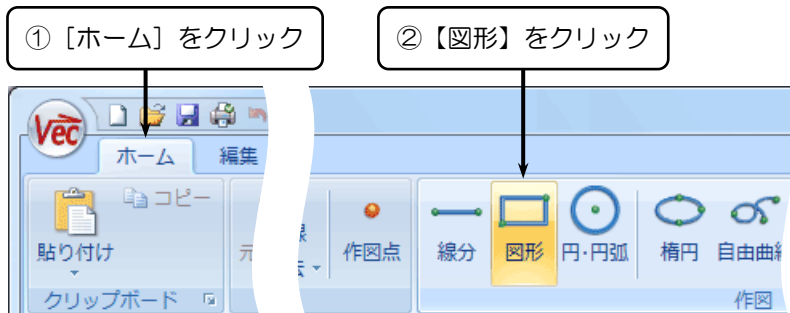 ① ［ホーム］をクリック
②【図形】をクリック
Vec
ホーム
編集
コピー
貼り付け
作図点
線分
図形
円・円弧
楕円
自由曲
クリップボード
作図